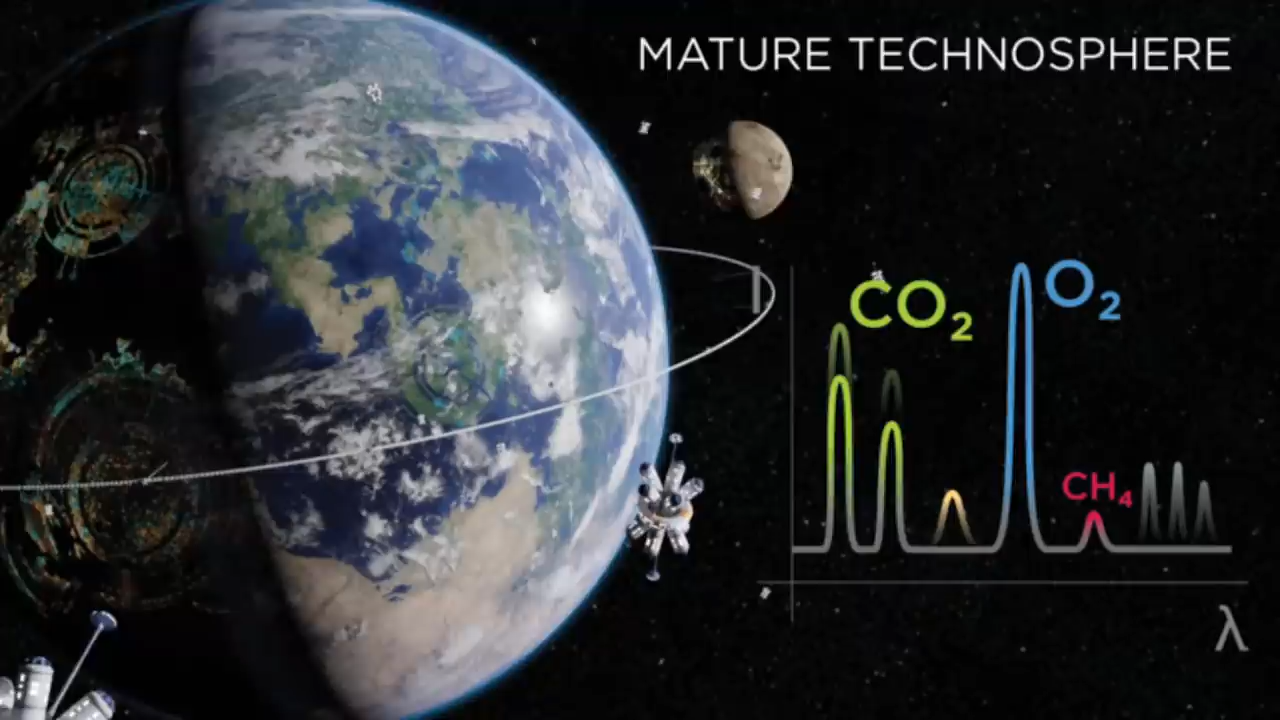 MATURE TECHNOSPHERE
CO₂
O₂
CH₄
λ